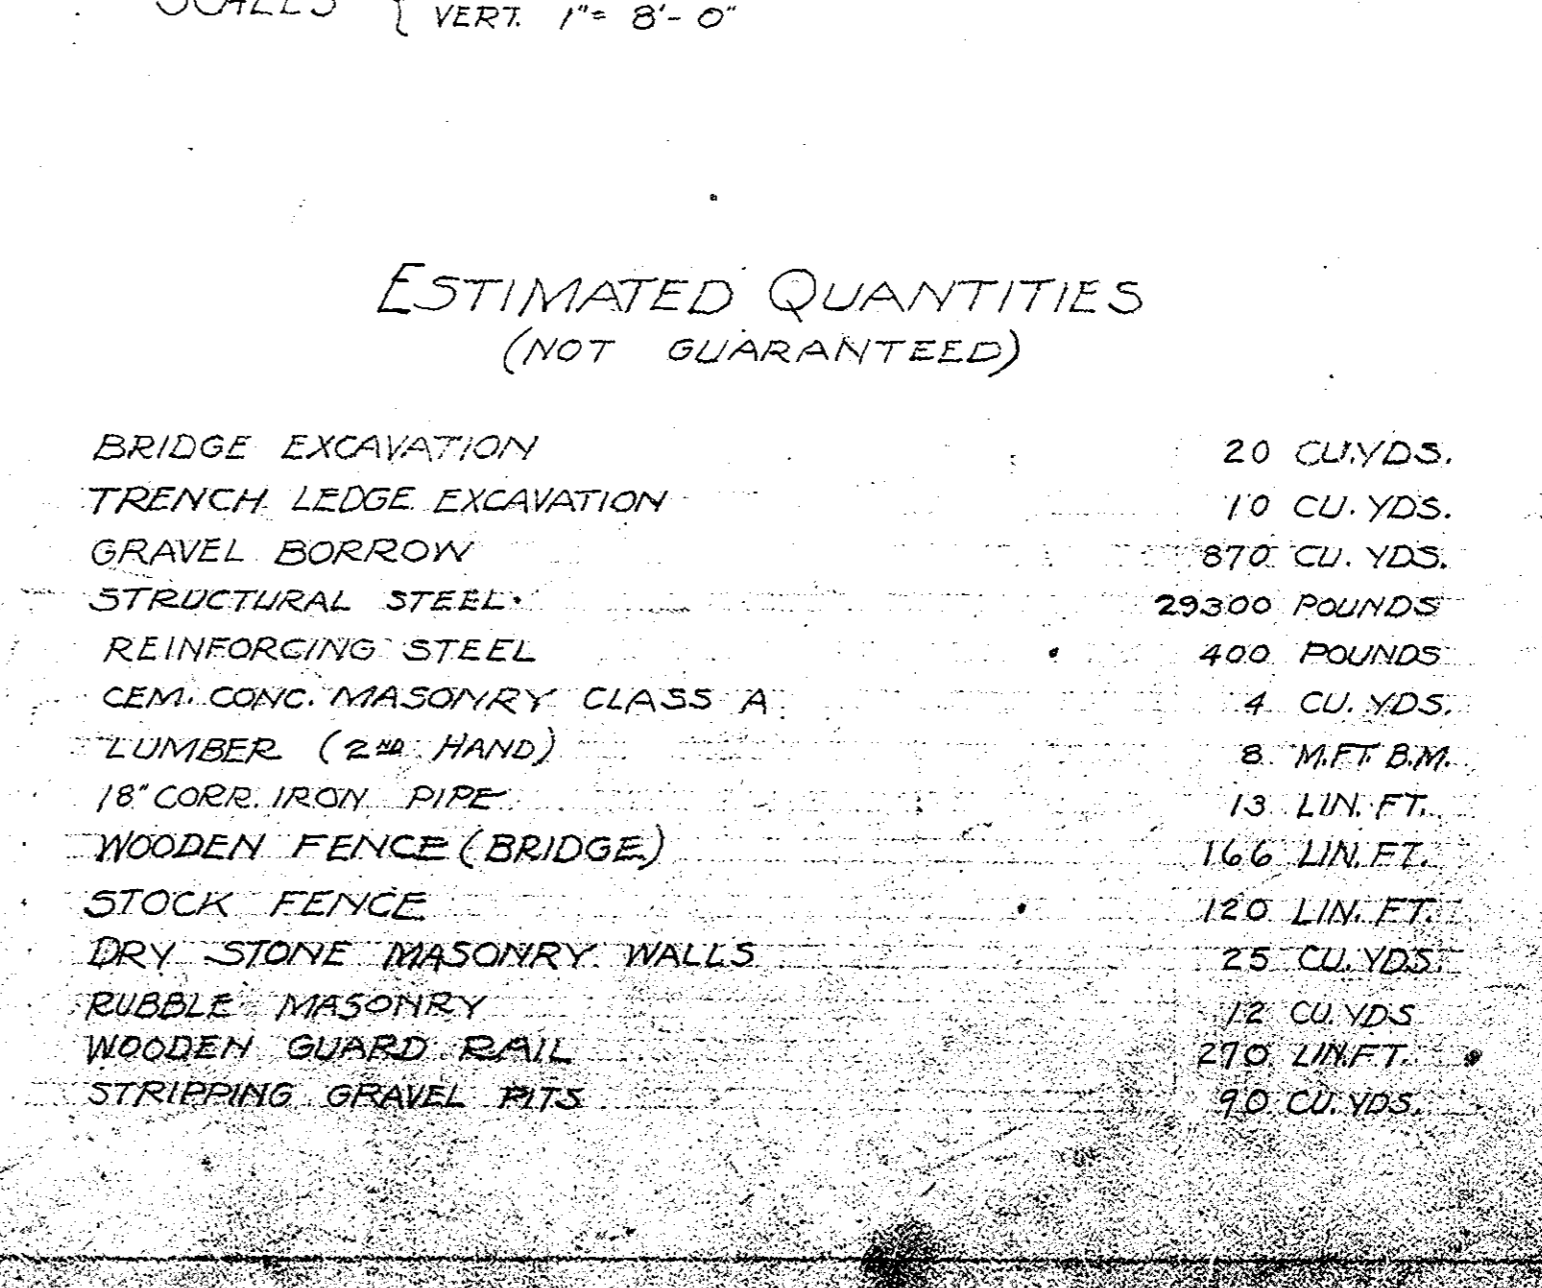 SCALES { VERT. 1"= 8'- 0"
ESTIMATED QUANTITIES
(NOT GUARANTEED)
BRIDGE EXCAVATION 20 CU.YDS.
TRENCH LEDGE EXCAVATION 10 CU. YDS.
GRAVEL BORROW 870 CU. YDS.
STRUCTURAL STEEL. 29300 POUNDS
REINFORCING STEEL 400 POUNDS
CEM. CONC. MASONRY CLASS A 4 CU. YDS.
LUMBER (2ND HAND) 8 M.FT. B.M.
18" CORR. IRON PIPE 13 LIN. FT.
WOODEN FENCE (BRIDGE) 166 LIN. FT.
STOCK FENCE 120 LIN. FT.
DRY STONE MASONRY WALLS 25 CU. YDS.
RUBBLE MASONRY 12 CU. YDS
WOODEN GUARD RAIL 270 LIN.FT.
STRIPPING GRAVEL PITS 90 CU. YDS.